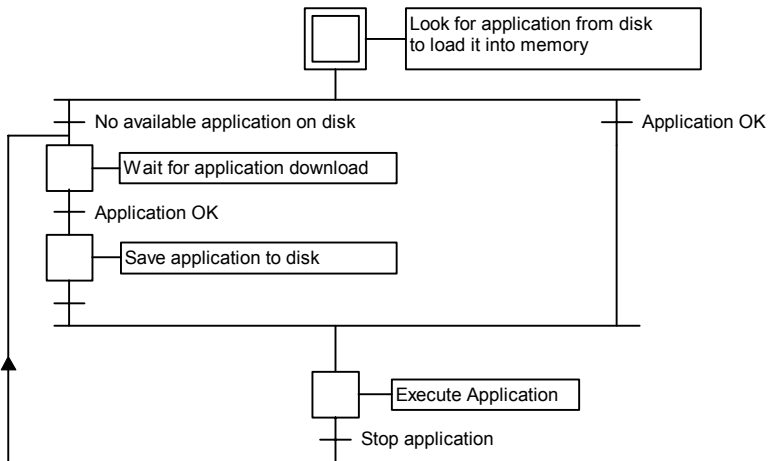 Look for application from disk
to load it into memory
No available application on disk
Application OK
Wait for application download
Application OK
Save application to disk
Execute Application
Stop application